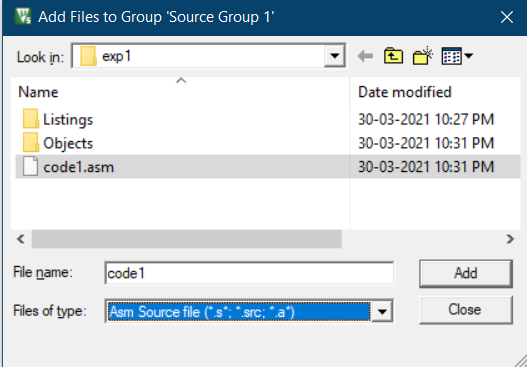 Add Files to Group 'Source Group 1'
Look in: exp1
Name Date modified
Listings 30-03-2021 10:27 PM
Objects 30-03-2021 10:31 PM
code1.asm 30-03-2021 10:31 PM
File name: code1 Add
Files of type: Asm Source file (*.s*; *.src; *.a*) Close